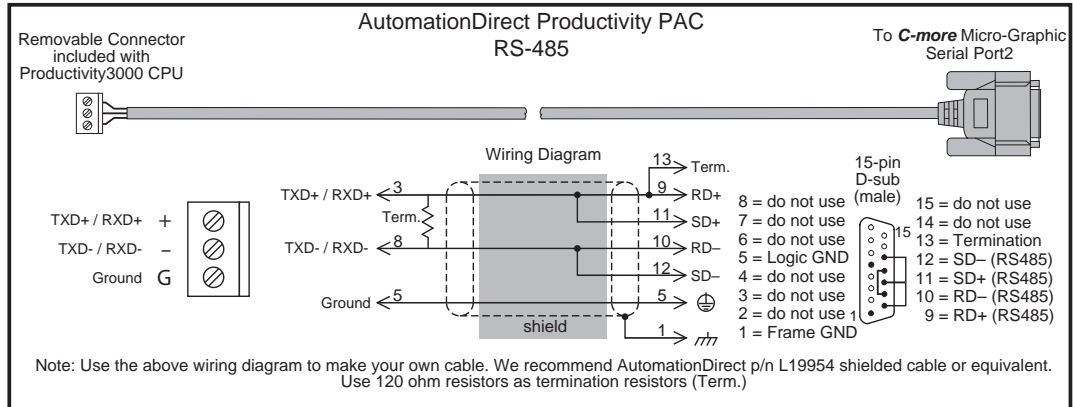 AutomationDirect Productivity PAC
RS-485
Removable Connector
included with
Productivity3000 CPU
To C-more Micro-Graphic
Serial Port2
Wiring Diagram
13 Term.
TXD+ / RXD+ 3 9 RD+
Term. 11 SD+
TXD- / RXD- 8 10 RD–
12 SD–
Ground 5 5
shield
1
TXD+ / RXD+ +
TXD- / RXD- –
Ground G
15-pin
D-sub
(male)
8 = do not use
7 = do not use
6 = do not use
5 = Logic GND
4 = do not use
3 = do not use
2 = do not use
1 = Frame GND
15
1
15 = do not use
14 = do not use
13 = Termination
12 = SD– (RS485)
11 = SD+ (RS485)
10 = RD– (RS485)
9 = RD+ (RS485)
Note: Use the above wiring diagram to make your own cable. We recommend AutomationDirect p/n L19954 shielded cable or equivalent.
Use 120 ohm resistors as termination resistors (Term.)